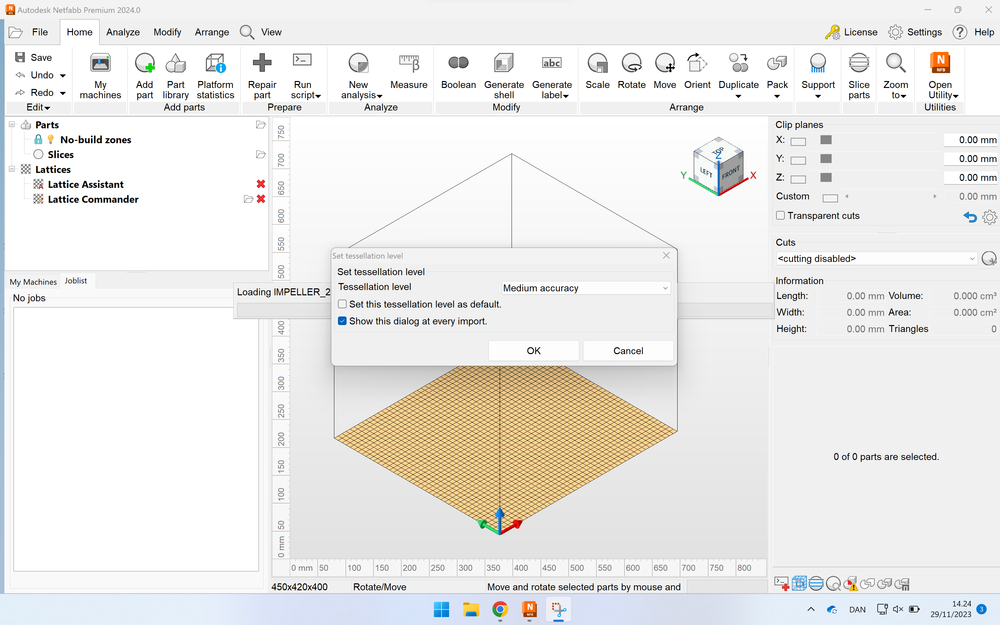 Autodesk Netfabb Premium 2024.0
File
Home
Analyze
Modify
Arrange
View
License
Settings
Help
Save
Undo
Redo
Edit
My
machines
Add
part
Part
library
Platform
statistics
Add parts
Repair
part
Run
script
Prepare
New
analysis
Measure
Analyze
Boolean
Generate
shell
abc
Generate
label
Modify
Scale
Rotate
Move
Orient
Duplicate
Pack
Arrange
Support
Slice
parts
Zoom
to
N
NFB
Open
Utility
Utilities
Parts
No-build zones
Slices
Lattices
Lattice Assistant
Lattice Commander
My Machines
Joblist
No jobs
750
700
650
600
550
500
400
350
300
250
200
150
100
50
0 mm
TOP
LEFT
FRONT
Z
Y
X
Loading IMPELLER_2
Set tessellation level
Set tessellation level
Tessellation level
Medium accuracy
Set this tessellation level as default.
Show this dialog at every import.
OK
Cancel
0 mm 50 100 150 200 250 300 350 400 450 500 550 600 650 700 750 800
450x420x400
Rotate/Move
Move and rotate selected parts by mouse and
Clip planes
X: 0.00 mm
Y: 0.00 mm
Z: 0.00 mm
Custom 0.00 mm
Transparent cuts
Cuts
<cutting disabled>
Information
Length: 0.00 mm Volume: 0.000 cm³
Width: 0.00 mm Area: 0.000 cm²
Height: 0.00 mm Triangles 0
0 of 0 parts are selected.
N
NFB
DAN
14.24
29/11/2023
3